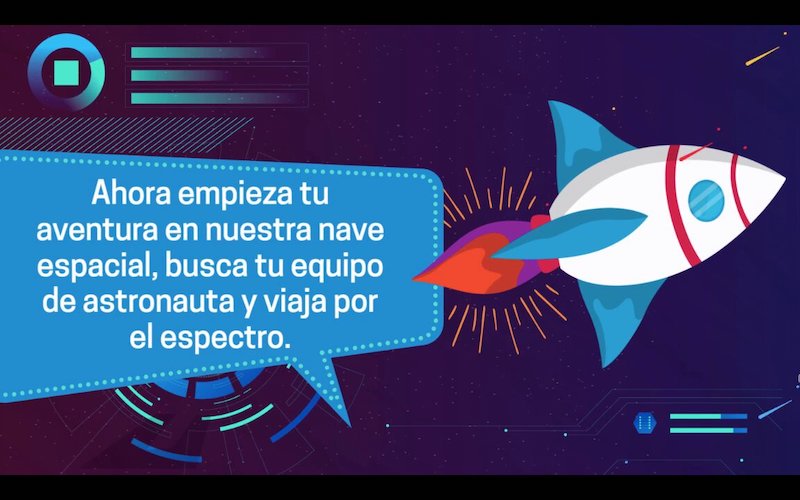 Ahora empieza tu
aventura en nuestra nave
espacial, busca tu equipo
de astronauta y viaja por
el espectro.